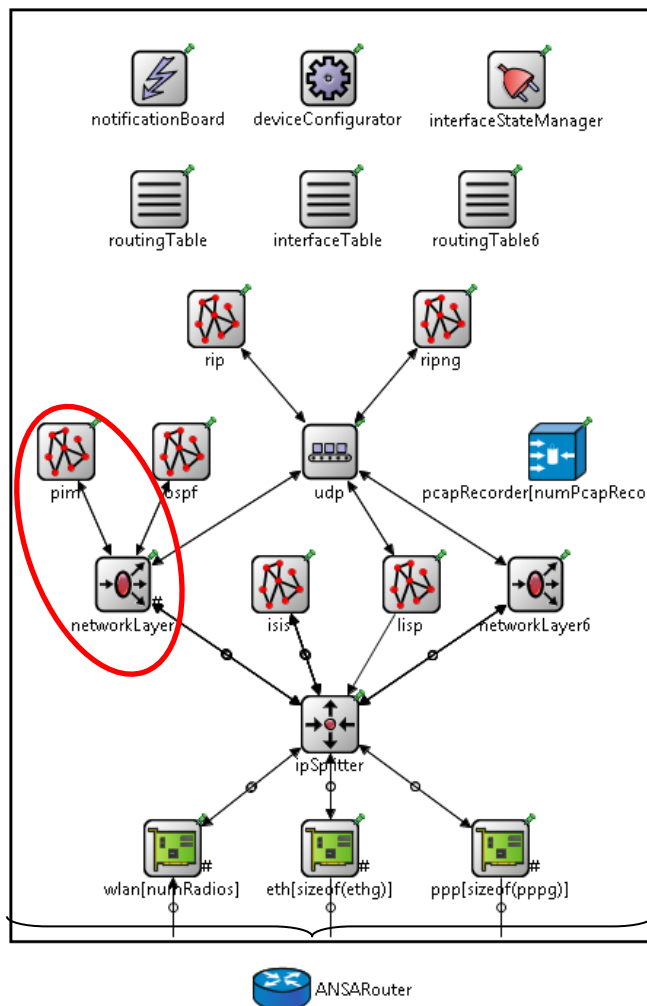 notificationBoard deviceConfigurator interfaceStateManager
routingTable interfaceTable routingTable6
rip ripng
pim ospf udp pcapRecorder[numPcapReco
networkLayer # isis lisp networkLayer6
ipSplitter
# # #
wlan[numRadios] eth[sizeof(ethg)] ppp[sizeof(pppg)]
ANSARouter